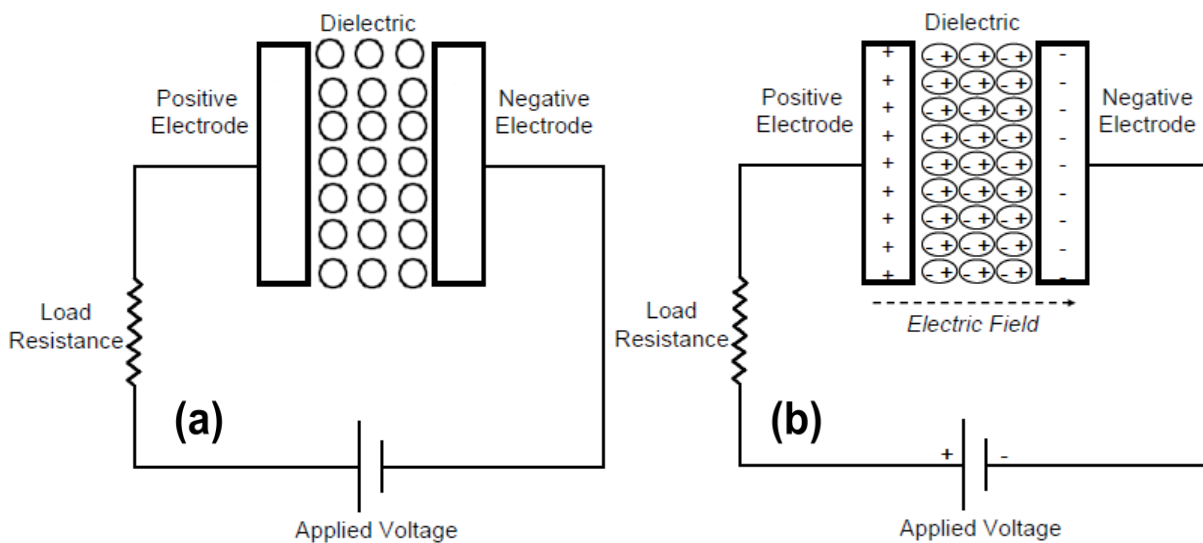 Dielectric
Positive
Electrode
Negative
Electrode
Load
Resistance
(a)
Applied Voltage
Dielectric
+ - + - + - + -
Positive
Electrode
+ - + - + - + -
+ - + - + - + -
+ - + - + - + -
Negative
Electrode
+ - + - + - + -
+ - + - + - + -
+ - + - + - + -
+ - + - + - + -
+ - + - + - + -
Electric Field
Load
Resistance
(b)
+ -
Applied Voltage